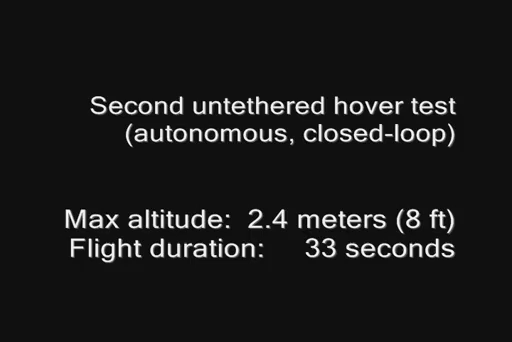 Second untethered hover test
(autonomous, closed-loop)
Max altitude: 2.4 meters (8 ft)
Flight duration: 33 seconds